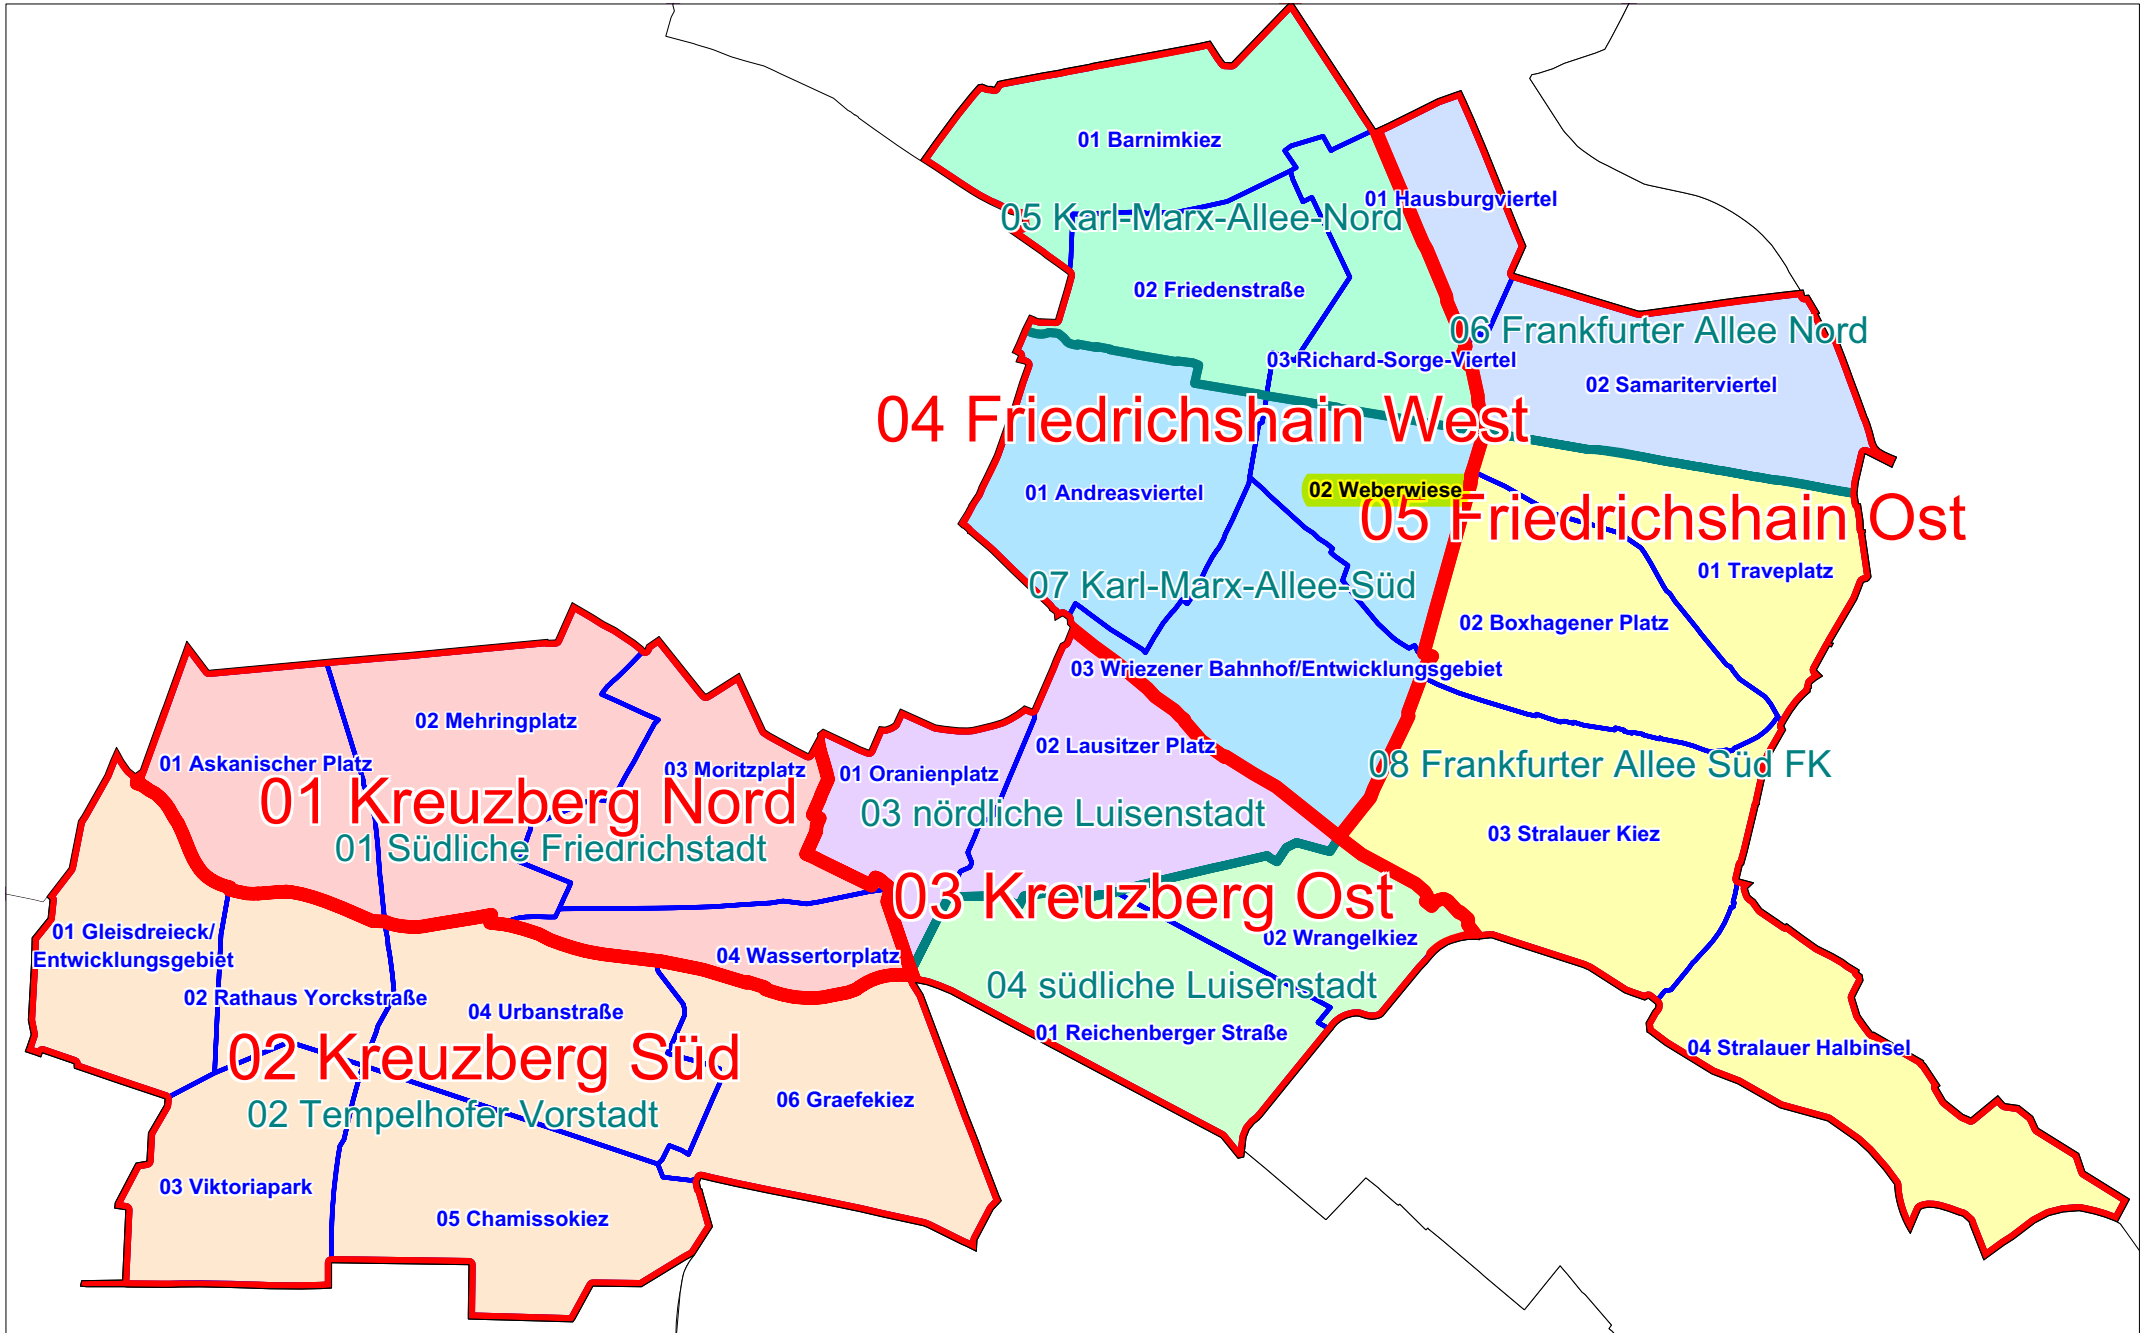 01 Barnimkiez
01 Hausburgviertel
05 Karl-Marx-Allee-Nord
02 Friedenstraße
06 Frankfurter Allee Nord
03 Richard-Sorge-Viertel
02 Samariterviertel
04 Friedrichshain West
01 Andreasviertel
02 Weberwiese
05 Friedrichshain Ost
01 Traveplatz
07 Karl-Marx-Allee-Süd
02 Boxhagener Platz
03 Wriezener Bahnhof/Entwicklungsgebiet
02 Mehringplatz
02 Lausitzer Platz
01 Askanischer Platz
03 Moritzplatz
01 Oranienplatz
08 Frankfurter Allee Süd FK
01 Kreuzberg Nord
03 nördliche Luisenstadt
03 Stralauer Kiez
01 Südliche Friedrichstadt
03 Kreuzberg Ost
01 Gleisdreieck/
Entwicklungsgebiet
02 Wrangelkiez
04 Wassertorplatz
04 südliche Luisenstadt
02 Rathaus Yorckstraße
04 Urbanstraße
01 Reichenberger Straße
04 Stralauer Halbinsel
02 Kreuzberg Süd
06 Graefekiez
02 Tempelhofer Vorstadt
03 Viktoriapark
05 Chamissokiez